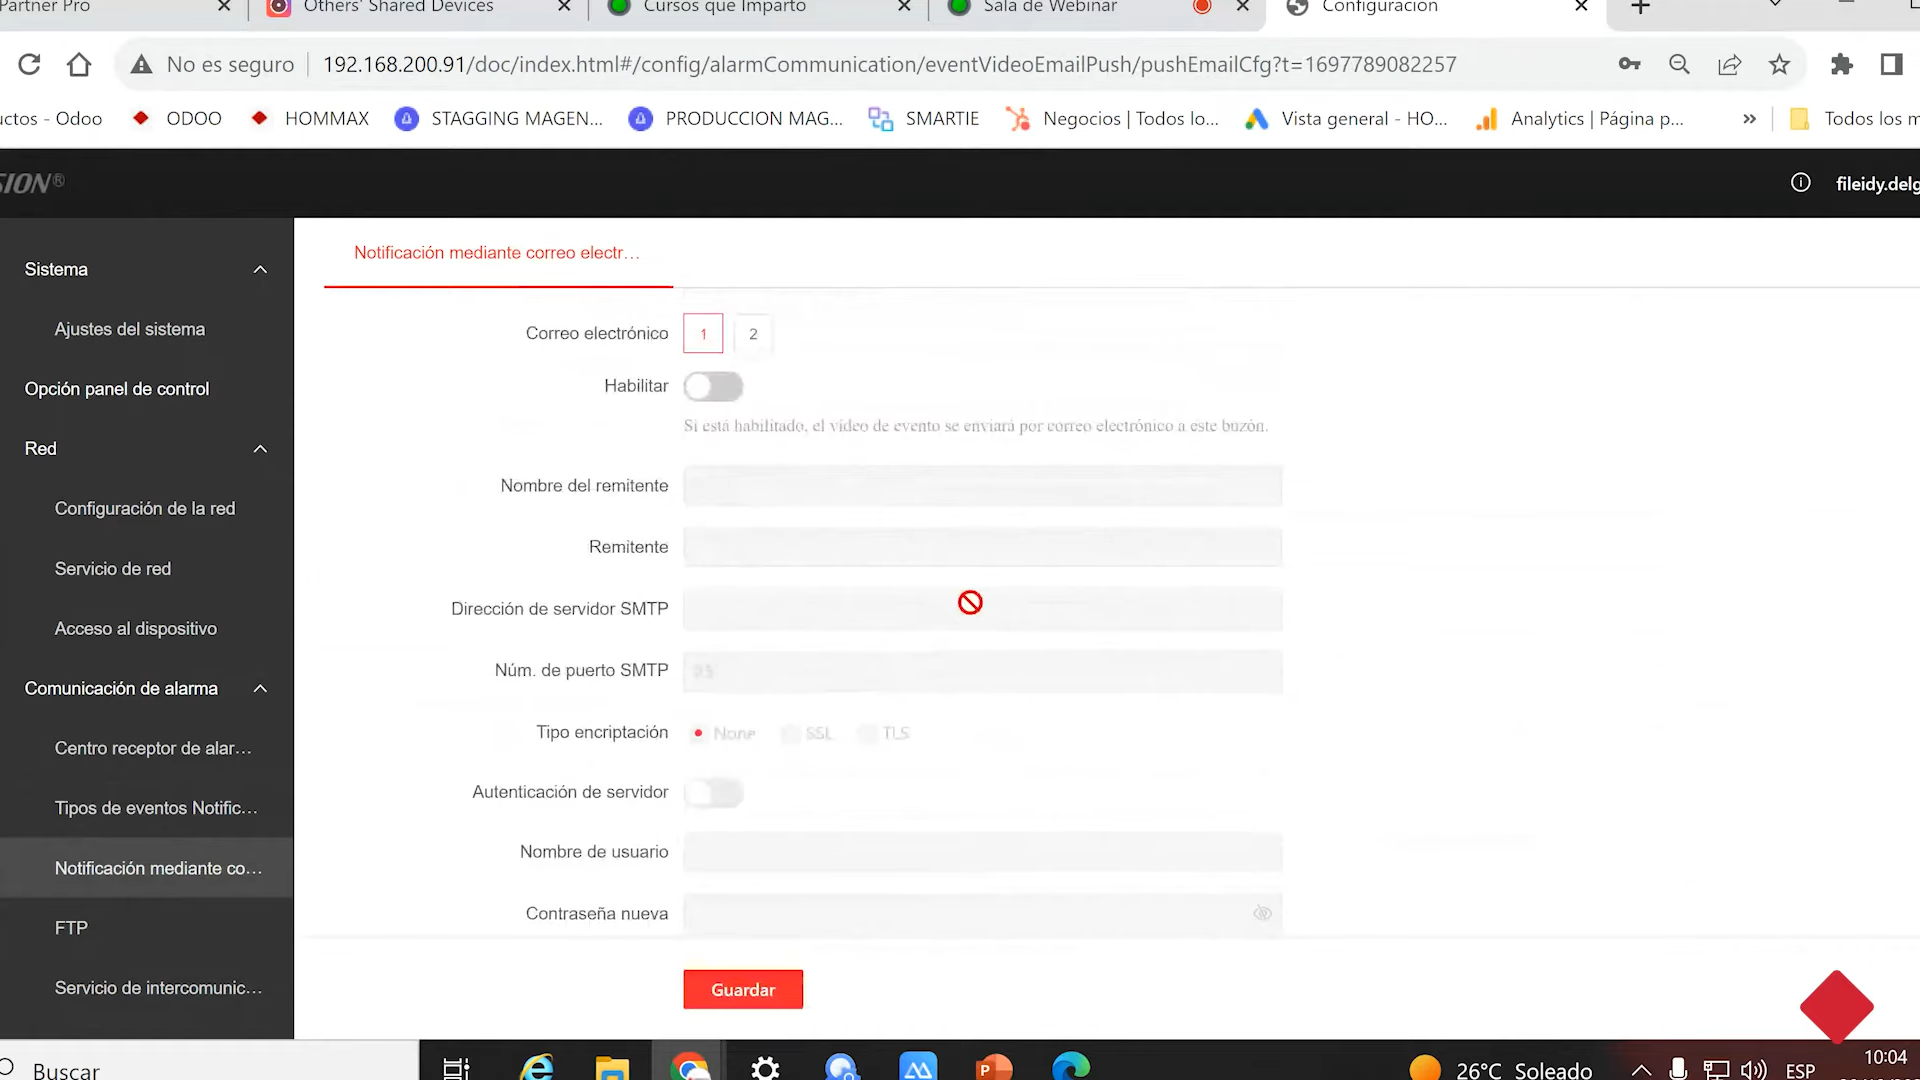 Partner Pro
Others' Shared Devices
Cursos que Imparto
Sala de Webinar
Configuración
No es seguro
192.168.200.91/doc/index.html#/config/alarmCommunication/eventVideoEmailPush/pushEmailCfg?t=1697789082257
uctos - Odoo
ODOO
HOMMAX
STAGGING MAGEN...
PRODUCCION MAG...
SMARTIE
Negocios | Todos lo...
Vista general - HO...
Analytics | Página p...
»
Todos los m
SION®
fileidy.delg
Sistema
Ajustes del sistema
Opción panel de control
Red
Configuración de la red
Servicio de red
Acceso al dispositivo
Comunicación de alarma
Centro receptor de alar...
Tipos de eventos Notific...
Notificación mediante co...
FTP
Servicio de intercomunic...
Notificación mediante correo electr...
Correo electrónico
1
2
Habilitar
Si está habilitado, el vídeo de evento se enviará por correo electrónico a este buzón.
Nombre del remitente
Remitente
Dirección de servidor SMTP
Núm. de puerto SMTP
Tipo encriptación
None
SSL
TLS
Autenticación de servidor
Nombre de usuario
Contraseña nueva
Guardar
Buscar
26°C Soleado
ESP
10:04